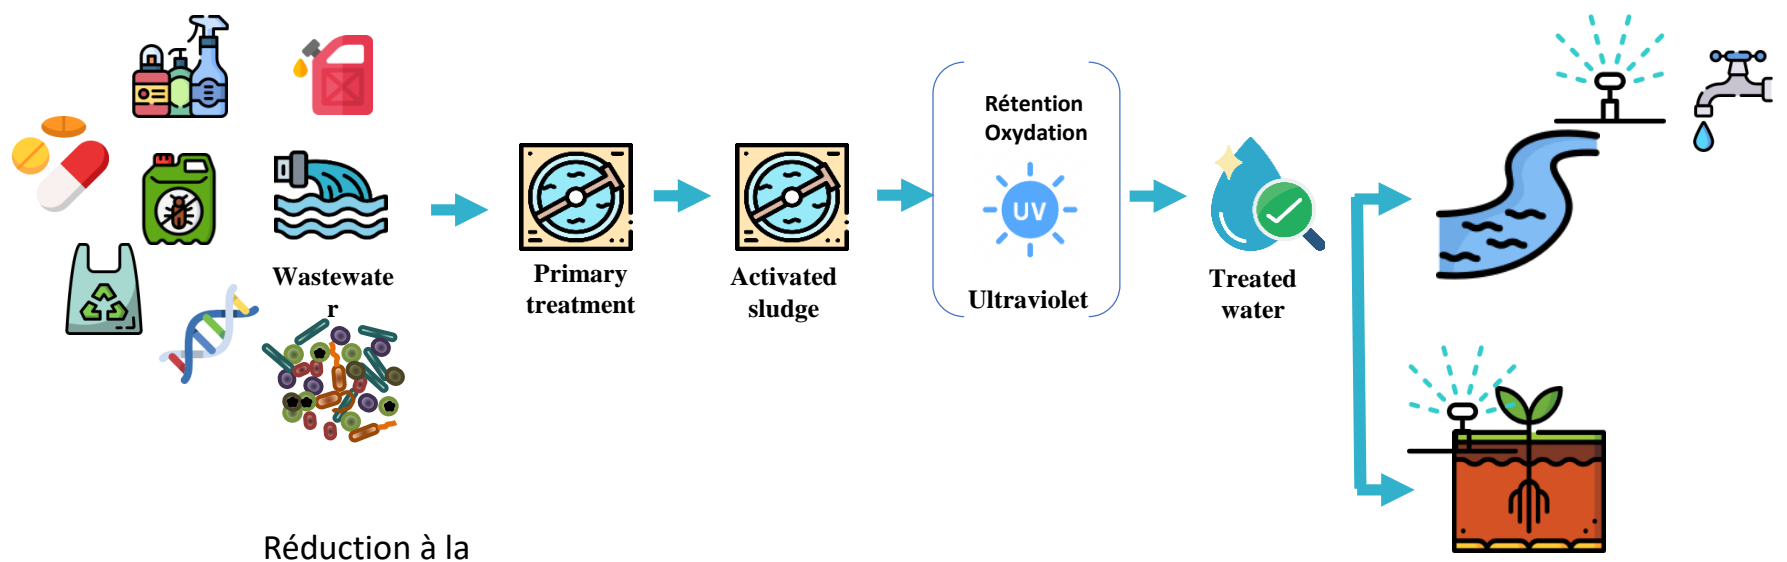 Rétention
Oxydation
UV
Ultraviolet
Wastewate
r
Primary
treatment
Activated
sludge
Treated
water
Réduction à la